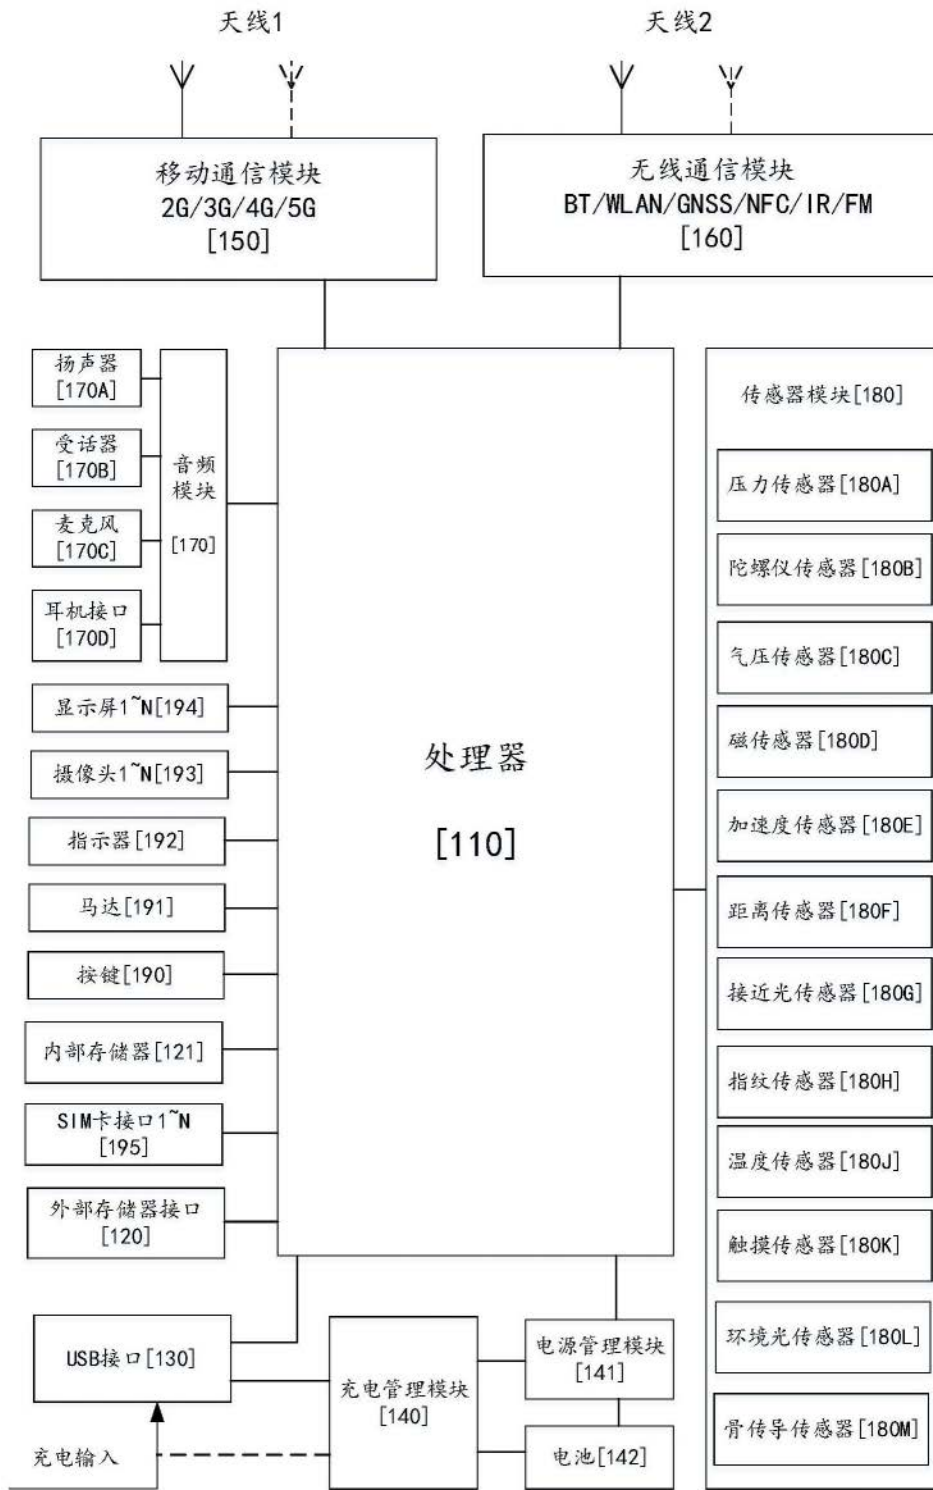 天线1
天线2
移动通信模块
2G/3G/4G/5G
[150]
无线通信模块
BT/WLAN/GNSS/NFC/IR/FM
[160]
扬声器
[170A]
受话器
[170B]
麦克风
[170C]
耳机接口
[170D]
音频
模块
[170]
显示屏1~N[194]
摄像头1~N[193]
指示器[192]
马达[191]
按键[190]
内部存储器[121]
SIM卡接口1~N
[195]
外部存储器接口
[120]
处理器
[110]
传感器模块[180]
压力传感器[180A]
陀螺仪传感器[180B]
气压传感器[180C]
磁传感器[180D]
加速度传感器[180E]
距离传感器[180F]
接近光传感器[180G]
指纹传感器[180H]
温度传感器[180J]
触摸传感器[180K]
环境光传感器[180L]
骨传导传感器[180M]
USB接口[130]
充电输入
充电管理模块
[140]
电源管理模块
[141]
电池[142]